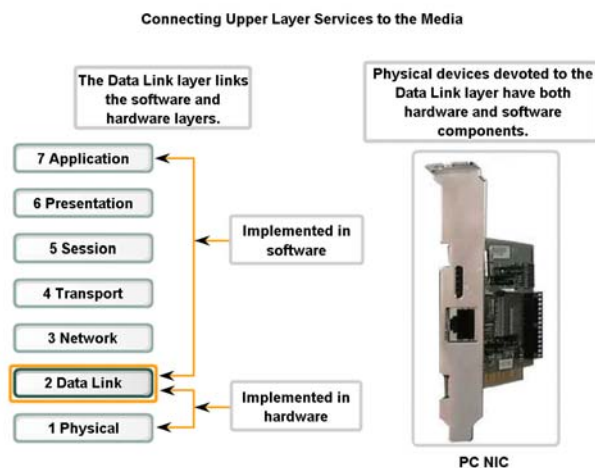 Connecting Upper Layer Services to the Media
The Data Link layer links
the software and
hardware layers.
Physical devices devoted to the
Data Link layer have both
hardware and software
components.
7 Application
6 Presentation
5 Session
4 Transport
3 Network
2 Data Link
1 Physical
Implemented in
software
Implemented in
hardware
PC NIC